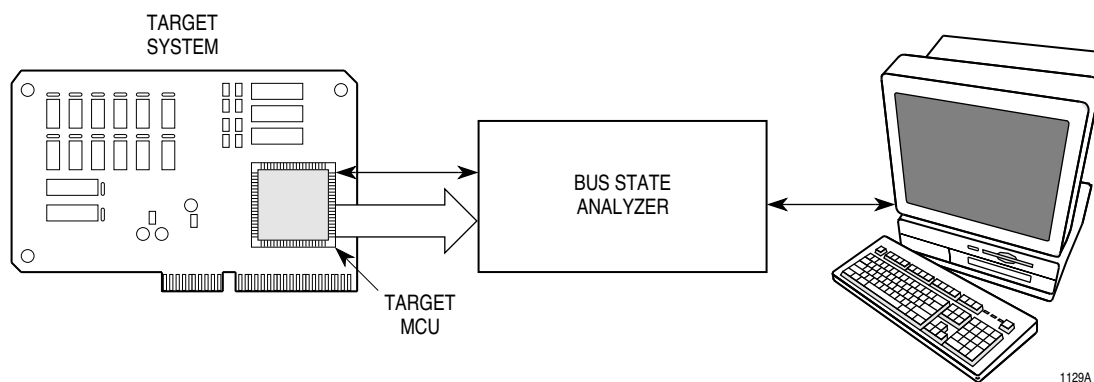 TARGET
SYSTEM
BUS STATE
ANALYZER
TARGET
MCU
1129A